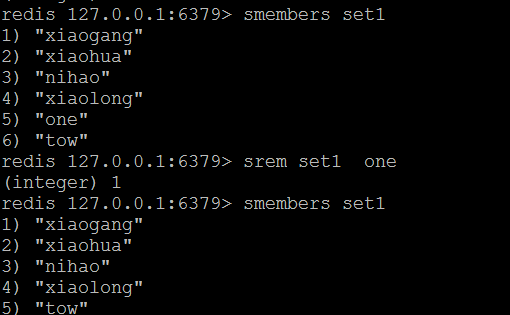 redis 127.0.0.1:6379> smembers set1
1) "xiaogang"
2) "xiaohua"
3) "nihao"
4) "xiaolong"
5) "one"
6) "tow"
redis 127.0.0.1:6379> srem set1  one
(integer) 1
redis 127.0.0.1:6379> smembers set1
1) "xiaogang"
2) "xiaohua"
3) "nihao"
4) "xiaolong"
5) "tow"